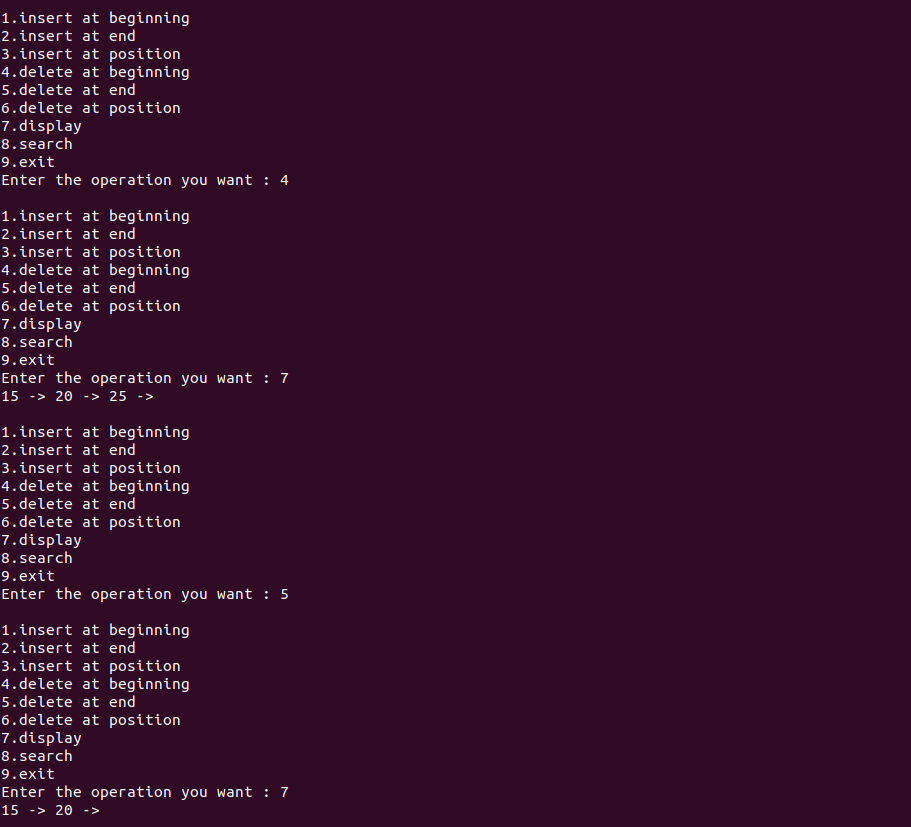 1.insert at beginning
2.insert at end
3.insert at position
4.delete at beginning
5.delete at end
6.delete at position
7.display
8.search
9.exit
Enter the operation you want : 4
1.insert at beginning
2.insert at end
3.insert at position
4.delete at beginning
5.delete at end
6.delete at position
7.display
8.search
9.exit
Enter the operation you want : 7
15 -> 20 -> 25 ->
1.insert at beginning
2.insert at end
3.insert at position
4.delete at beginning
5.delete at end
6.delete at position
7.display
8.search
9.exit
Enter the operation you want : 5
1.insert at beginning
2.insert at end
3.insert at position
4.delete at beginning
5.delete at end
6.delete at position
7.display
8.search
9.exit
Enter the operation you want : 7
15 -> 20 ->